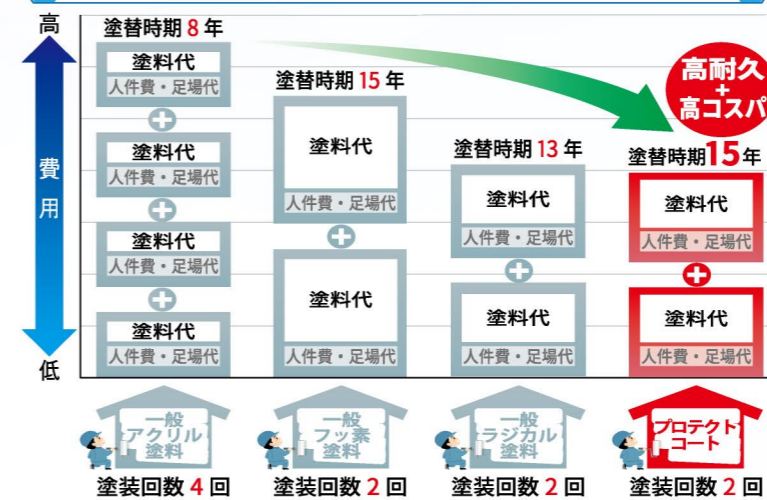 高
費
用
低
塗替時期 8 年
塗料代
人件費・足場代
塗料代
人件費・足場代
塗料代
人件費・足場代
塗料代
人件費・足場代
塗替時期 15 年
塗料代
人件費・足場代
塗料代
人件費・足場代
塗替時期 13 年
塗料代
人件費・足場代
塗料代
人件費・足場代
高耐久
+
高コスパ
塗替時期15年
塗料代
人件費・足場代
塗料代
人件費・足場代
一般
アクリル
塗料
塗装回数 4 回
一般
フッ素
塗料
塗装回数 2 回
一般
ラジカル
塗料
塗装回数 2 回
プロテクト
コート
塗装回数 2 回